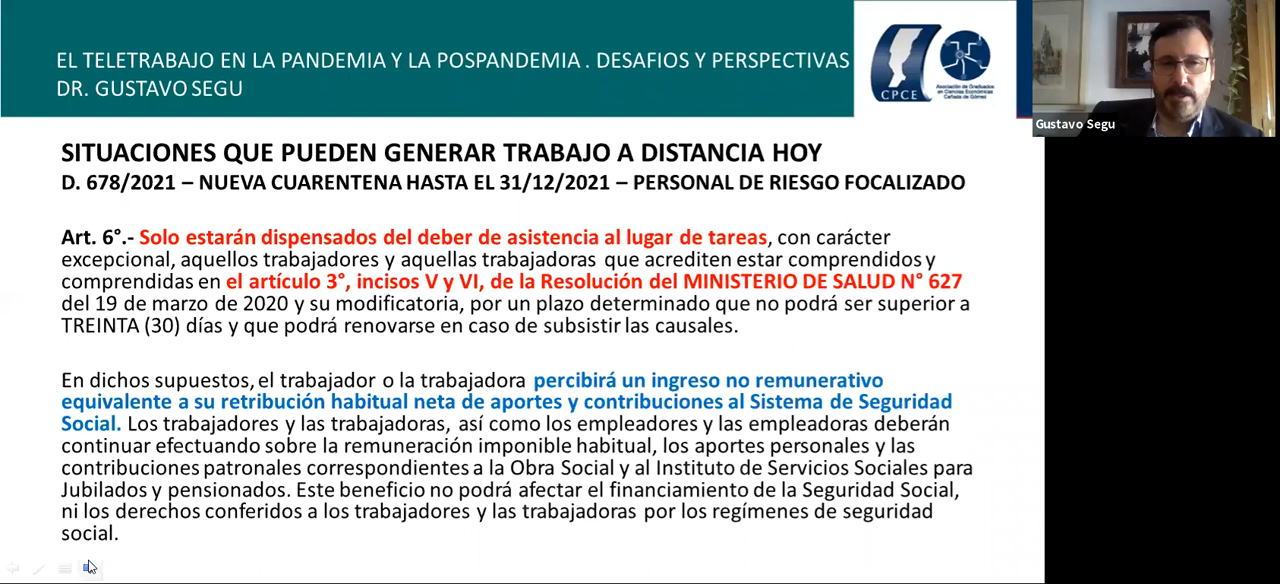 EL TELETRABAJO EN LA PANDEMIA Y LA POSPANDEMIA . DESAFIOS Y PERSPECTIVAS
DR. GUSTAVO SEGU
CPCE
Asociación de Graduados
en Ciencias Económicas
Cañada de Gómez
Gustavo Segu
SITUACIONES QUE PUEDEN GENERAR TRABAJO A DISTANCIA HOY
D. 678/2021 – NUEVA CUARENTENA HASTA EL 31/12/2021 – PERSONAL DE RIESGO FOCALIZADO
Art. 6°.- Solo estarán dispensados del deber de asistencia al lugar de tareas, con carácter
excepcional, aquellos trabajadores y aquellas trabajadoras que acrediten estar comprendidos y
comprendidas en el artículo 3°, incisos V y VI, de la Resolución del MINISTERIO DE SALUD N° 627
del 19 de marzo de 2020 y su modificatoria, por un plazo determinado que no podrá ser superior a
TREINTA (30) días y que podrá renovarse en caso de subsistir las causales.
En dichos supuestos, el trabajador o la trabajadora percibirá un ingreso no remunerativo
equivalente a su retribución habitual neta de aportes y contribuciones al Sistema de Seguridad
Social. Los trabajadores y las trabajadoras, así como los empleadores y las empleadoras deberán
continuar efectuando sobre la remuneración imponible habitual, los aportes personales y las
contribuciones patronales correspondientes a la Obra Social y al Instituto de Servicios Sociales para
Jubilados y pensionados. Este beneficio no podrá afectar el financiamiento de la Seguridad Social,
ni los derechos conferidos a los trabajadores y las trabajadoras por los regímenes de seguridad
social.